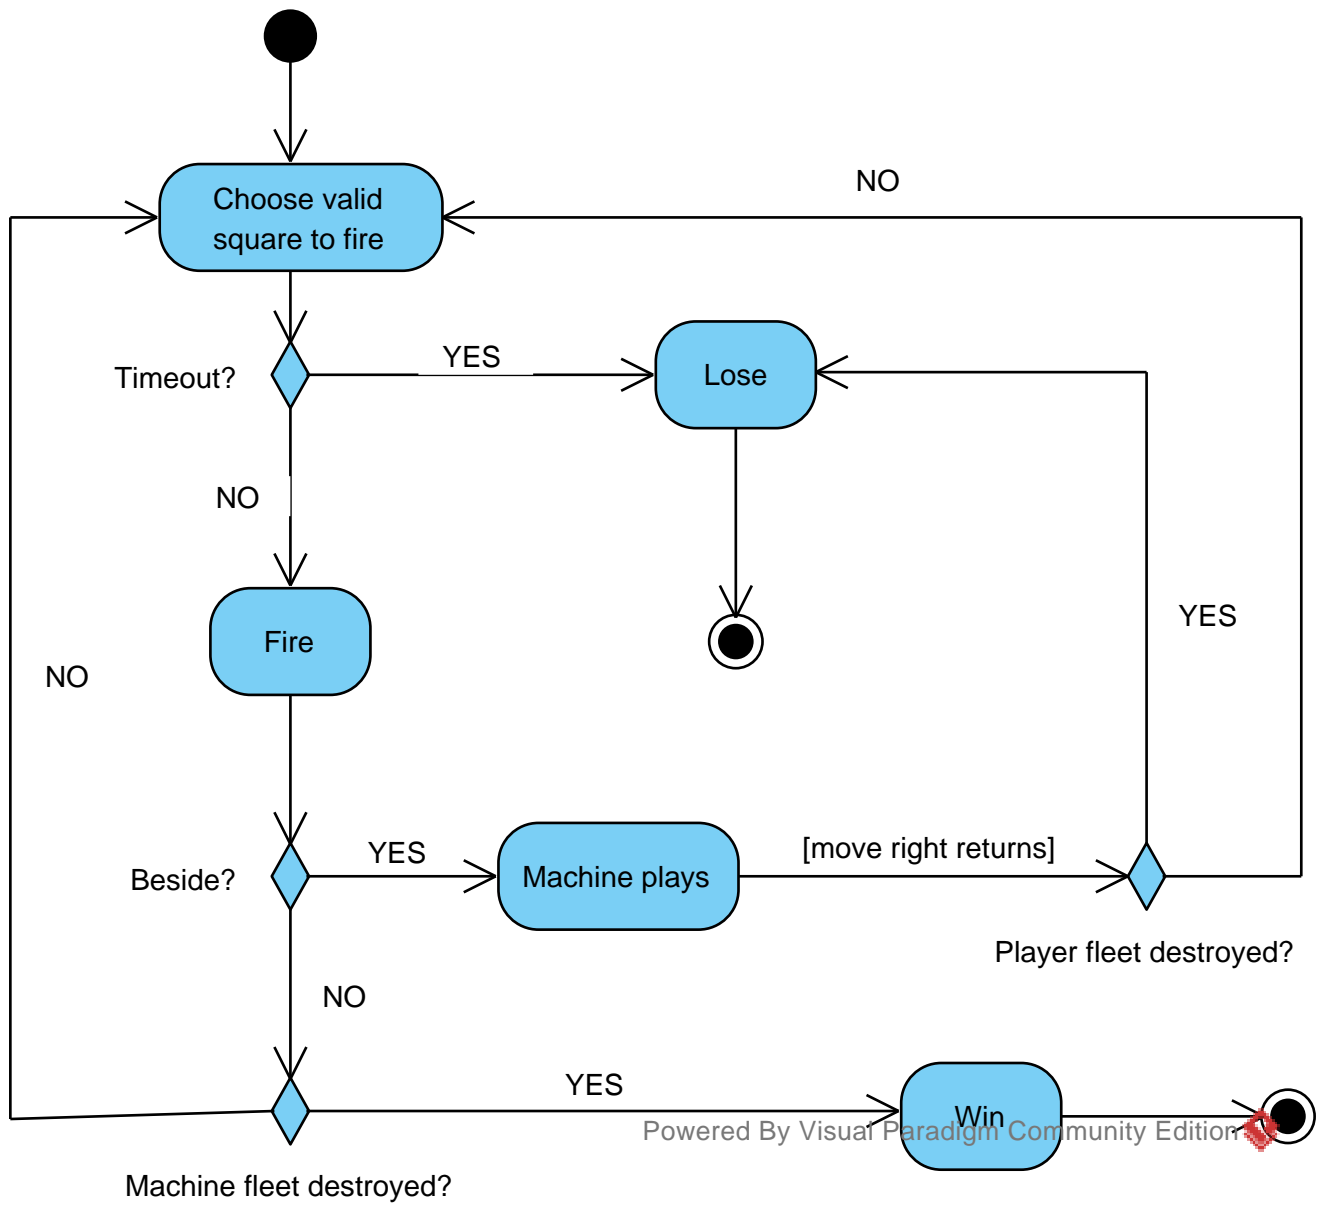 Choose valid
square to fire
NO
Timeout?
YES
Lose
NO
Fire
YES
NO
Beside?
YES
Machine plays
[move right returns]
Player fleet destroyed?
NO
YES
Win
Powered By Visual Paradigm Community Edition
Machine fleet destroyed?